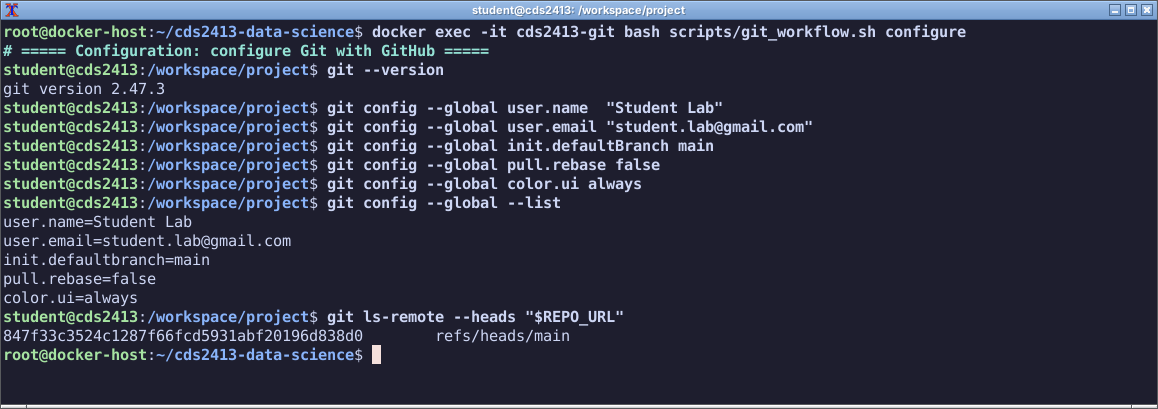 student@cds2413: /workspace/project
root@docker-host:~/cds2413-data-science$ docker exec -it cds2413-git bash scripts/git_workflow.sh configure
# ===== Configuration: configure Git with GitHub =====
student@cds2413:/workspace/project$ git --version
git version 2.47.3
student@cds2413:/workspace/project$ git config --global user.name  "Student Lab"
student@cds2413:/workspace/project$ git config --global user.email "student.lab@gmail.com"
student@cds2413:/workspace/project$ git config --global init.defaultBranch main
student@cds2413:/workspace/project$ git config --global pull.rebase false
student@cds2413:/workspace/project$ git config --global color.ui always
student@cds2413:/workspace/project$ git config --global --list
user.name=Student Lab
user.email=student.lab@gmail.com
init.defaultbranch=main
pull.rebase=false
color.ui=always
student@cds2413:/workspace/project$ git ls-remote --heads "$REPO_URL"
847f33c3524c1287f66fcd5931abf20196d838d0        refs/heads/main
root@docker-host:~/cds2413-data-science$